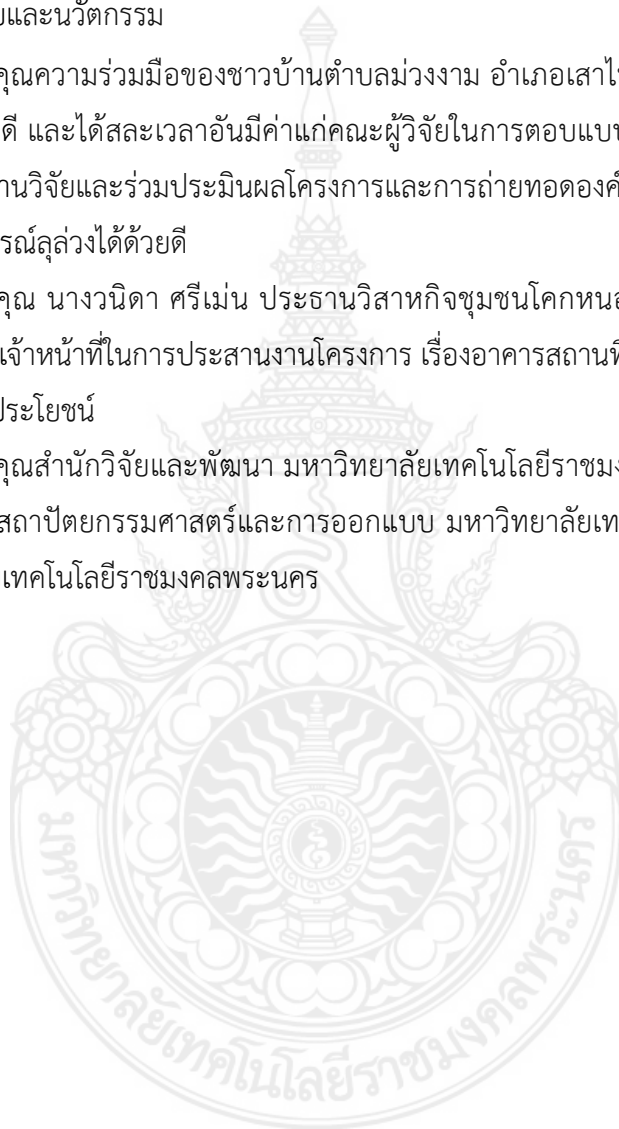 และนวัตกรรม
คุณความร่วมมือของชาวบ้านตำบลม่วงงาม อำเภอเสาไห
ดี และได้สละเวลาอันมีค่าแก่คณะผู้วิจัยในการตอบแบบ
านวิจัยและร่วมประมินผลโครงการและการถ่ายทอดองค์
รณ์ลุล่วงได้ด้วยดี
คุณ นางวนิดา ศรีเม่น ประธานวิสาหกิจชุมชนโคกหน
เจ้าหน้าที่ในการประสานงานโครงการ เรื่องอาคารสถานที
ประโยชน์
คุณสำนักวิจัยและพัฒนา มหาวิทยาลัยเทคโนโลยีราชมง
สถาปัตยกรรมศาสตร์และการออกแบบ มหาวิทยาลัยเท
เทคโนโลยีราชมงคลพระนคร
มหาวิทยาลัยเทคโนโลยีราชมงคลพระนคร